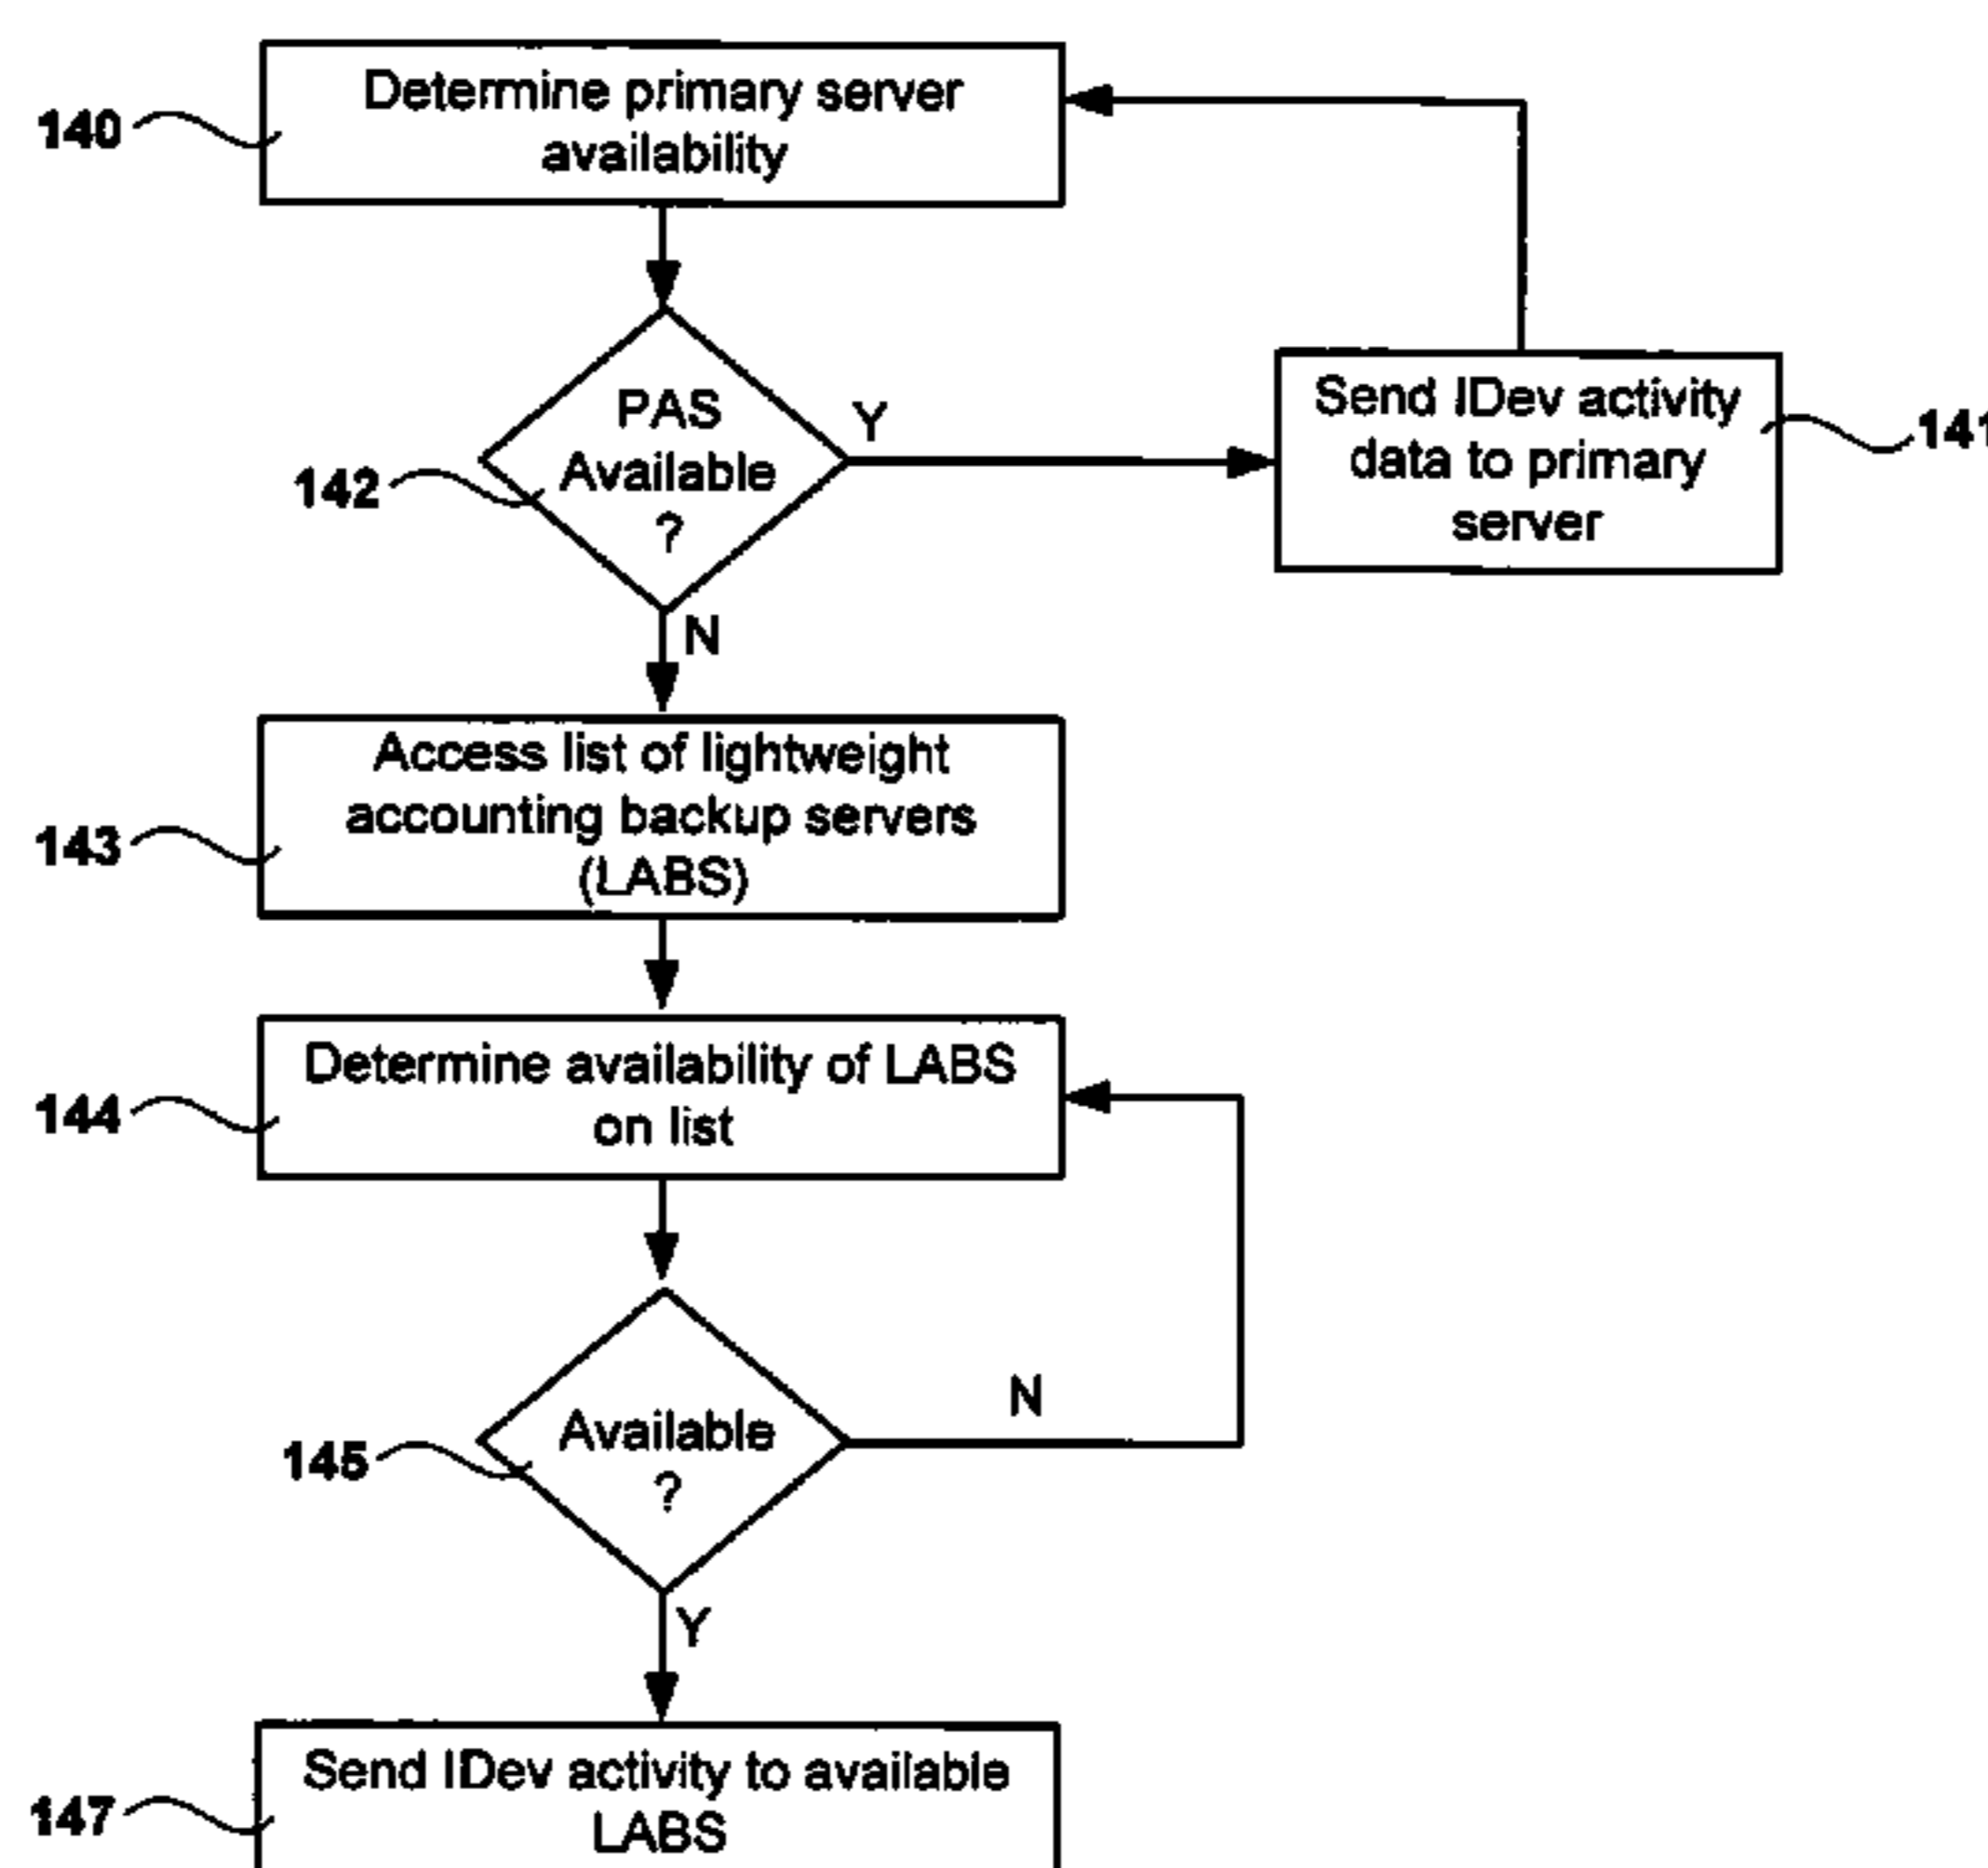 Determine primary server
availability
140
PAS
Available
?
142
Y
N
Send IDev activity
data to primary
server
141
Access list of lightweight
accounting backup servers
(LABS)
143
Determine availability of LABS
on list
144
Available
?
145
N
Y
Send IDev activity to available
LABS
147